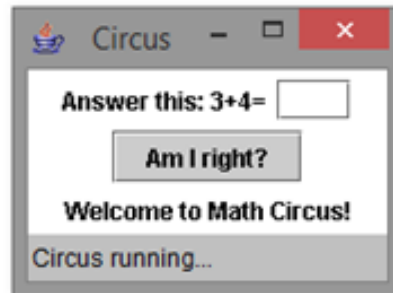 Circus
Answer this: 3+4=
Am I right?
Welcome to Math Circus!
Circus running...